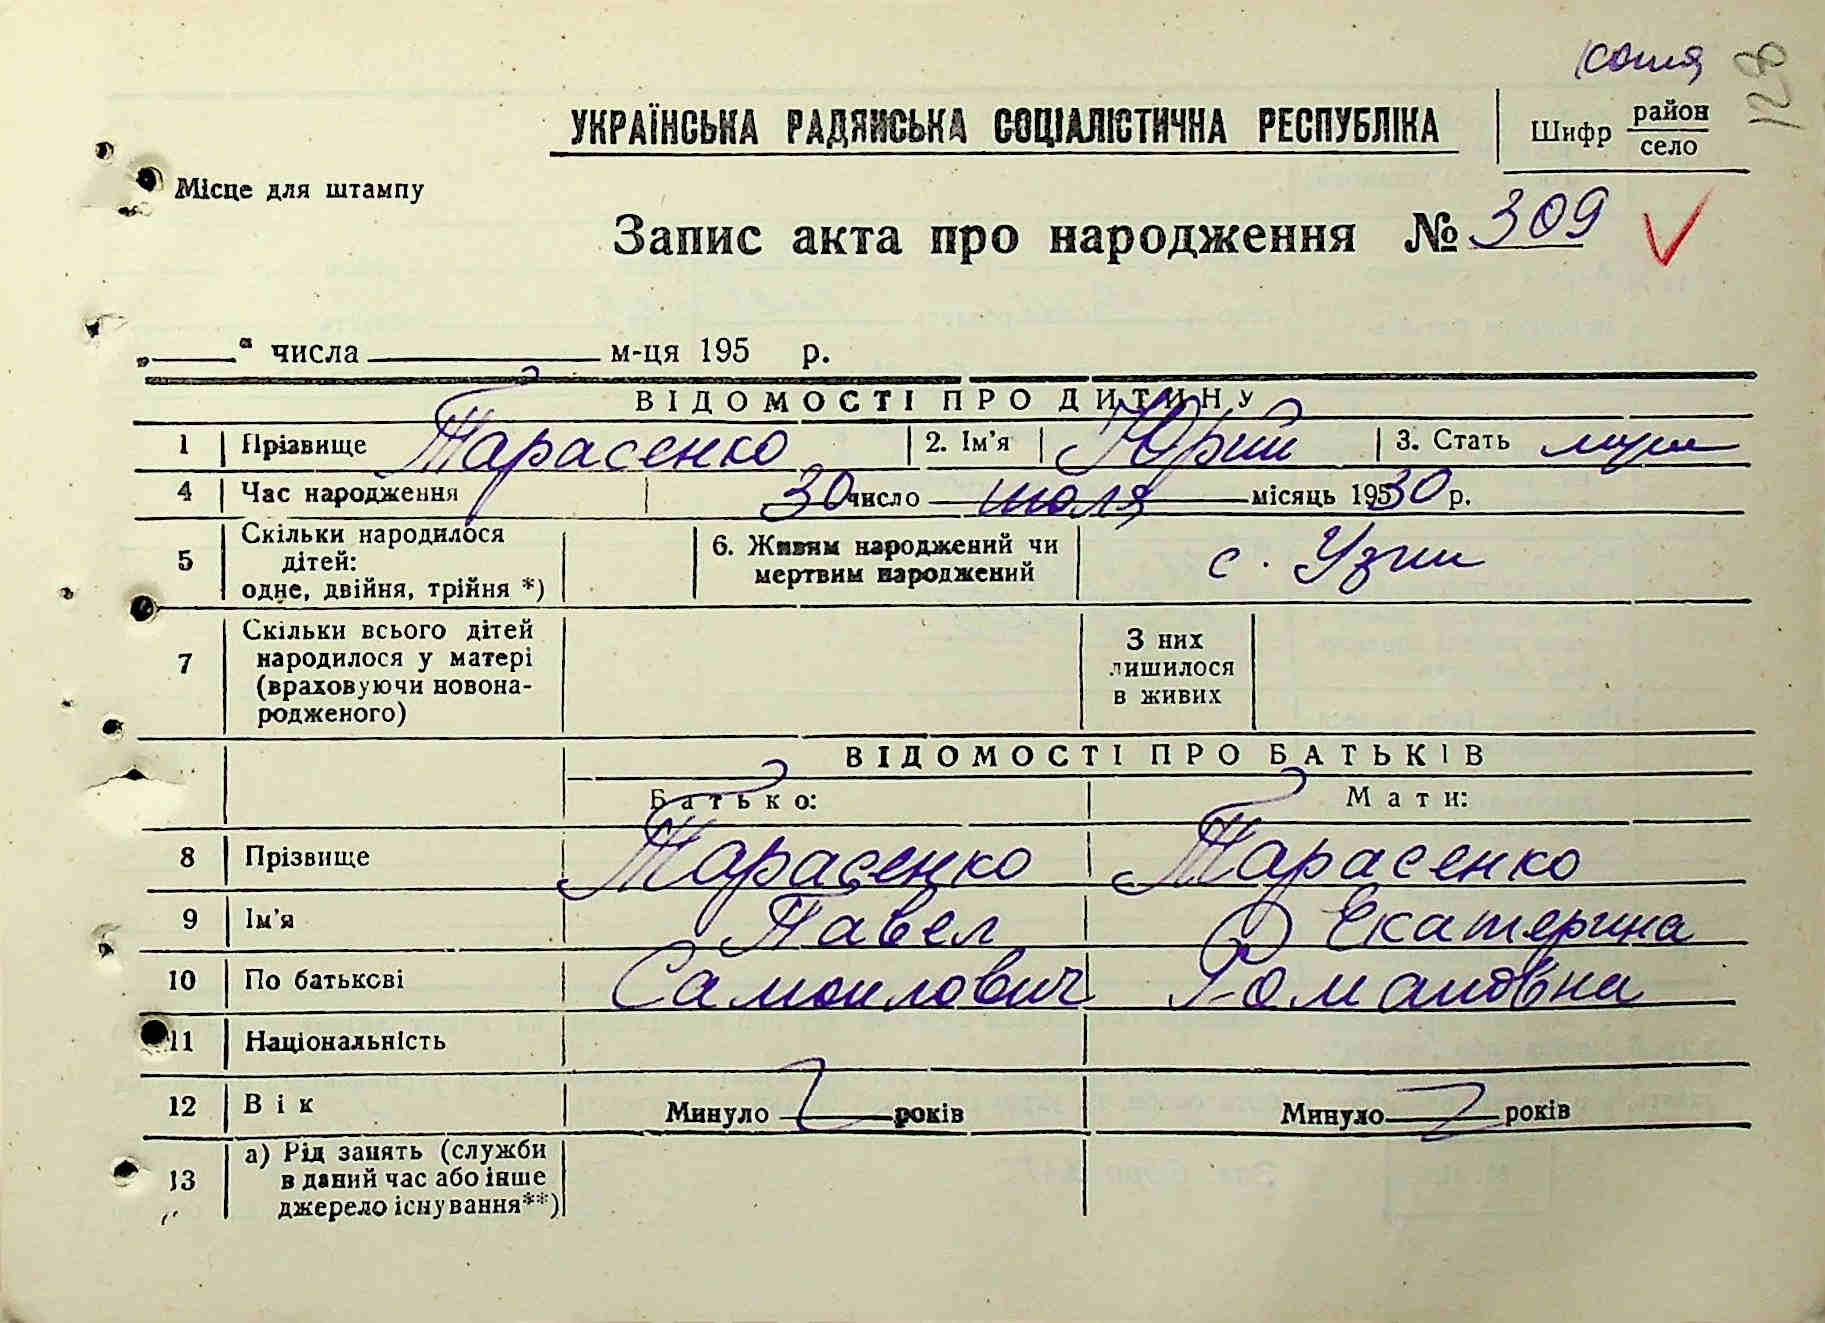 копия
128
УКРАЇНСЬКА РАДЯНСЬКА СОЦІАЛІСТИЧНА РЕСПУБЛІКА
Шифр район
село
Місце для штампу
Запис акта про народження № 309
„ “ числа м-ця 195 р.
ВІДОМОСТІ ПРО ДИТИНУ
1 Прізвище Тарасенко 2. Ім'я Юрий 3. Стать муж
4 Час народження 30 число июля місяць 1930 р.
5 Скільки народилося
дітей:
одне, двійня, трійня *)
6. Живим народжений чи
мертвим народжений
с. Узин
7 Скільки всього дітей
народилося у матері
(враховуючи новона-
родженого)
З них
лишилося
в живих
ВІДОМОСТІ ПРО БАТЬКІВ
Батько: Мати:
8 Прізвище Тарасенко Тарасенко
9 Ім'я Павел Екатерина
10 По батькові Самоилович Романовна
11 Національність
12 Вік Минуло років Минуло років
13 а) Рід занять (служби
в даний час або інше
джерело існування**)